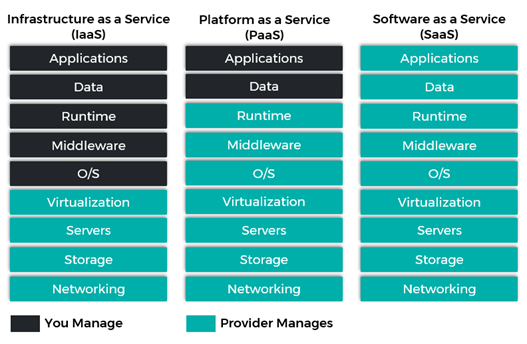 Infrastructure as a Service
(IaaS)
Applications
Data
Runtime
Middleware
O/S
Virtualization
Servers
Storage
Networking
Platform as a Service
(PaaS)
Applications
Data
Runtime
Middleware
O/S
Virtualization
Servers
Storage
Networking
Software as a Service
(SaaS)
Applications
Data
Runtime
Middleware
O/S
Virtualization
Servers
Storage
Networking
You Manage
Provider Manages